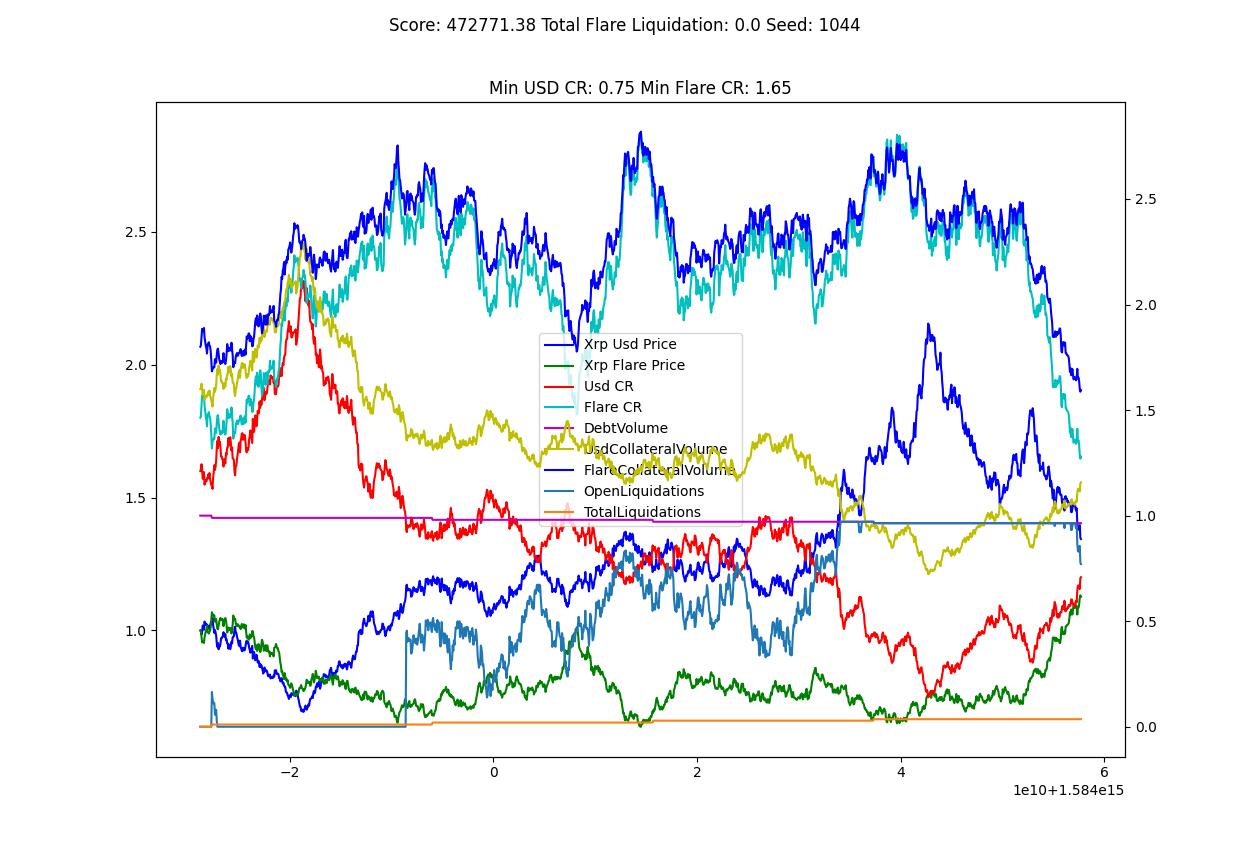 Score: 472771.38 Total Flare Liquidation: 0.0 Seed: 1044
Min USD CR: 0.75 Min Flare CR: 1.65
2.5
2.0
1.5
1.0
2.5
2.0
1.5
1.0
0.5
0.0
Xrp Usd Price
Xrp Flare Price
Usd CR
Flare CR
DebtVolume
UsdCollateralVolume
FlareCollateralVolume
OpenLiquidations
TotalLiquidations
−2
0
2
4
6
1e10+1.584e15